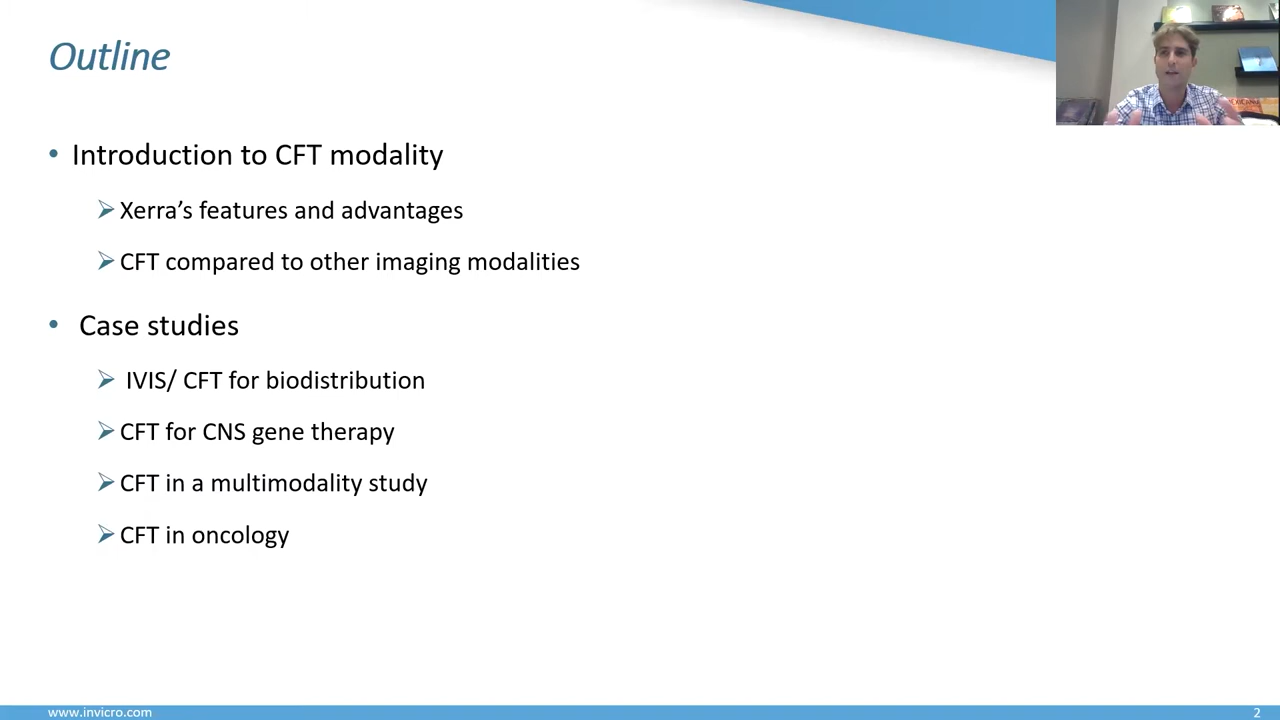 Outline
• Introduction to CFT modality
➢ Xerra’s features and advantages
➢ CFT compared to other imaging modalities
• Case studies
➢ IVIS/ CFT for biodistribution
➢ CFT for CNS gene therapy
➢ CFT in a multimodality study
➢ CFT in oncology
www.invicro.com
2